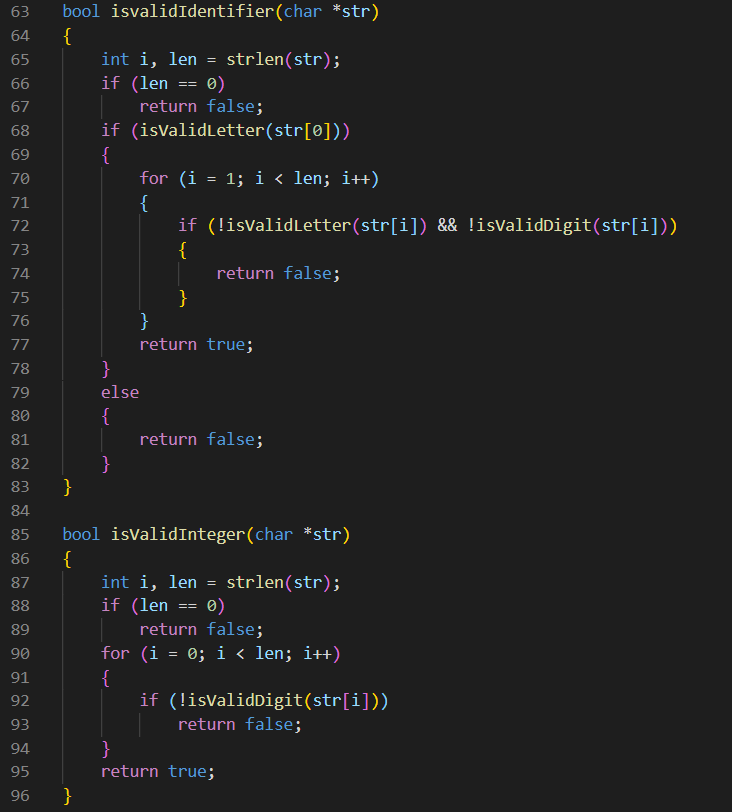 63 bool isvalidIdentifier(char *str)
64 {
65     int i, len = strlen(str);
66     if (len == 0)
67         return false;
68     if (isValidLetter(str[0]))
69     {
70         for (i = 1; i < len; i++)
71         {
72             if (!isValidLetter(str[i]) && !isValidDigit(str[i]))
73             {
74                 return false;
75             }
76         }
77         return true;
78     }
79     else
80     {
81         return false;
82     }
83 }
84
85 bool isValidInteger(char *str)
86 {
87     int i, len = strlen(str);
88     if (len == 0)
89         return false;
90     for (i = 0; i < len; i++)
91     {
92         if (!isValidDigit(str[i]))
93             return false;
94     }
95     return true;
96 }